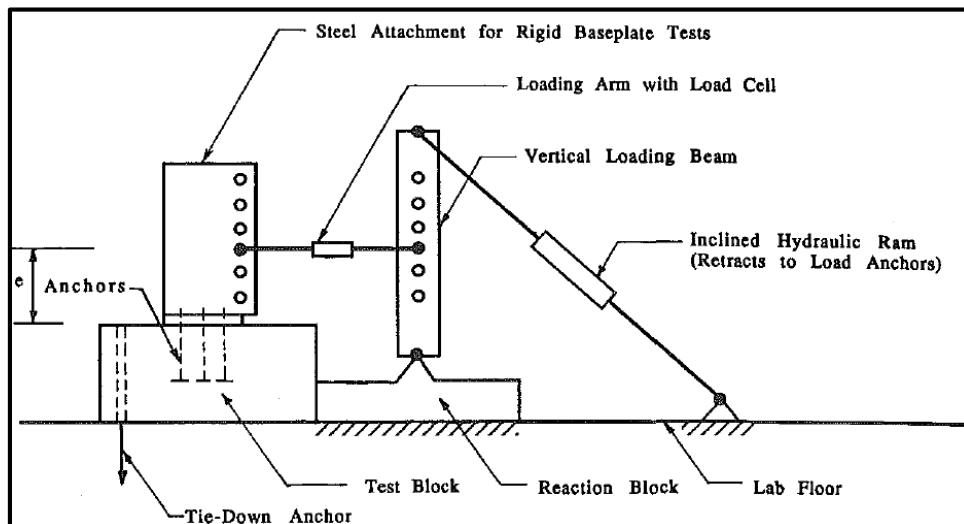 Steel Attachment for Rigid Baseplate Tests
Loading Arm with Load Cell
Vertical Loading Beam
Inclined Hydraulic Ram
(Retracts to Load Anchors)
e
Anchors
Test Block
Reaction Block
Lab Floor
Tie-Down Anchor